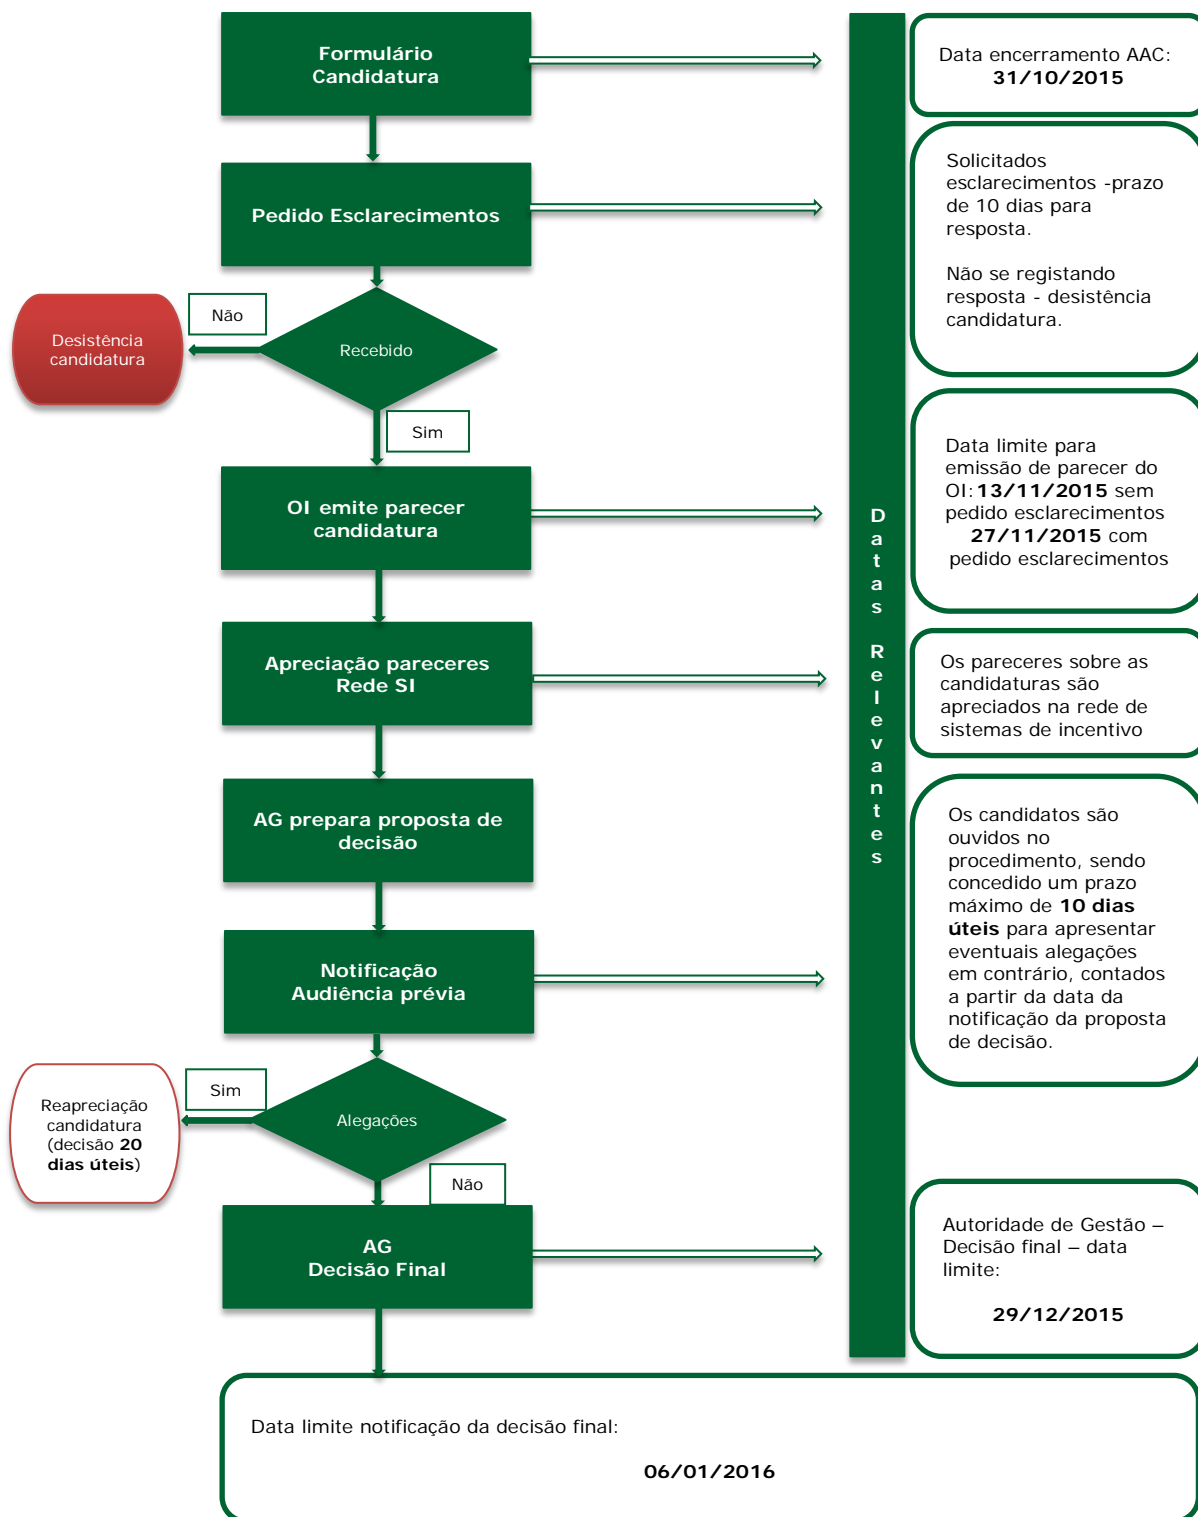 Formulário
Candidatura
Data encerramento AAC:
31/10/2015
Pedido Esclarecimentos
Solicitados
esclarecimentos -prazo
de 10 dias para
resposta.
Não se registando
resposta - desistência
candidatura.
Não
Desistência
candidatura
Recebido
Sim
OI emite parecer
candidatura
Data limite para
emissão de parecer do
OI: 13/11/2015 sem
pedido esclarecimentos
27/11/2015 com
pedido esclarecimentos
Datas Relevantes
Apreciação pareceres
Rede SI
Os pareceres sobre as
candidaturas são
apreciados na rede de
sistemas de incentivo
AG prepara proposta de
decisão
Os candidatos são
ouvidos no
procedimento, sendo
concedido um prazo
máximo de 10 dias
úteis para apresentar
eventuais alegações
em contrário, contados
a partir da data da
notificação da proposta
de decisão.
Notificação
Audiência prévia
Sim
Reapreciação
candidatura
(decisão 20
dias úteis)
Alegações
Não
AG
Decisão Final
Autoridade de Gestão –
Decisão final – data
limite:
29/12/2015
Data limite notificação da decisão final:
06/01/2016